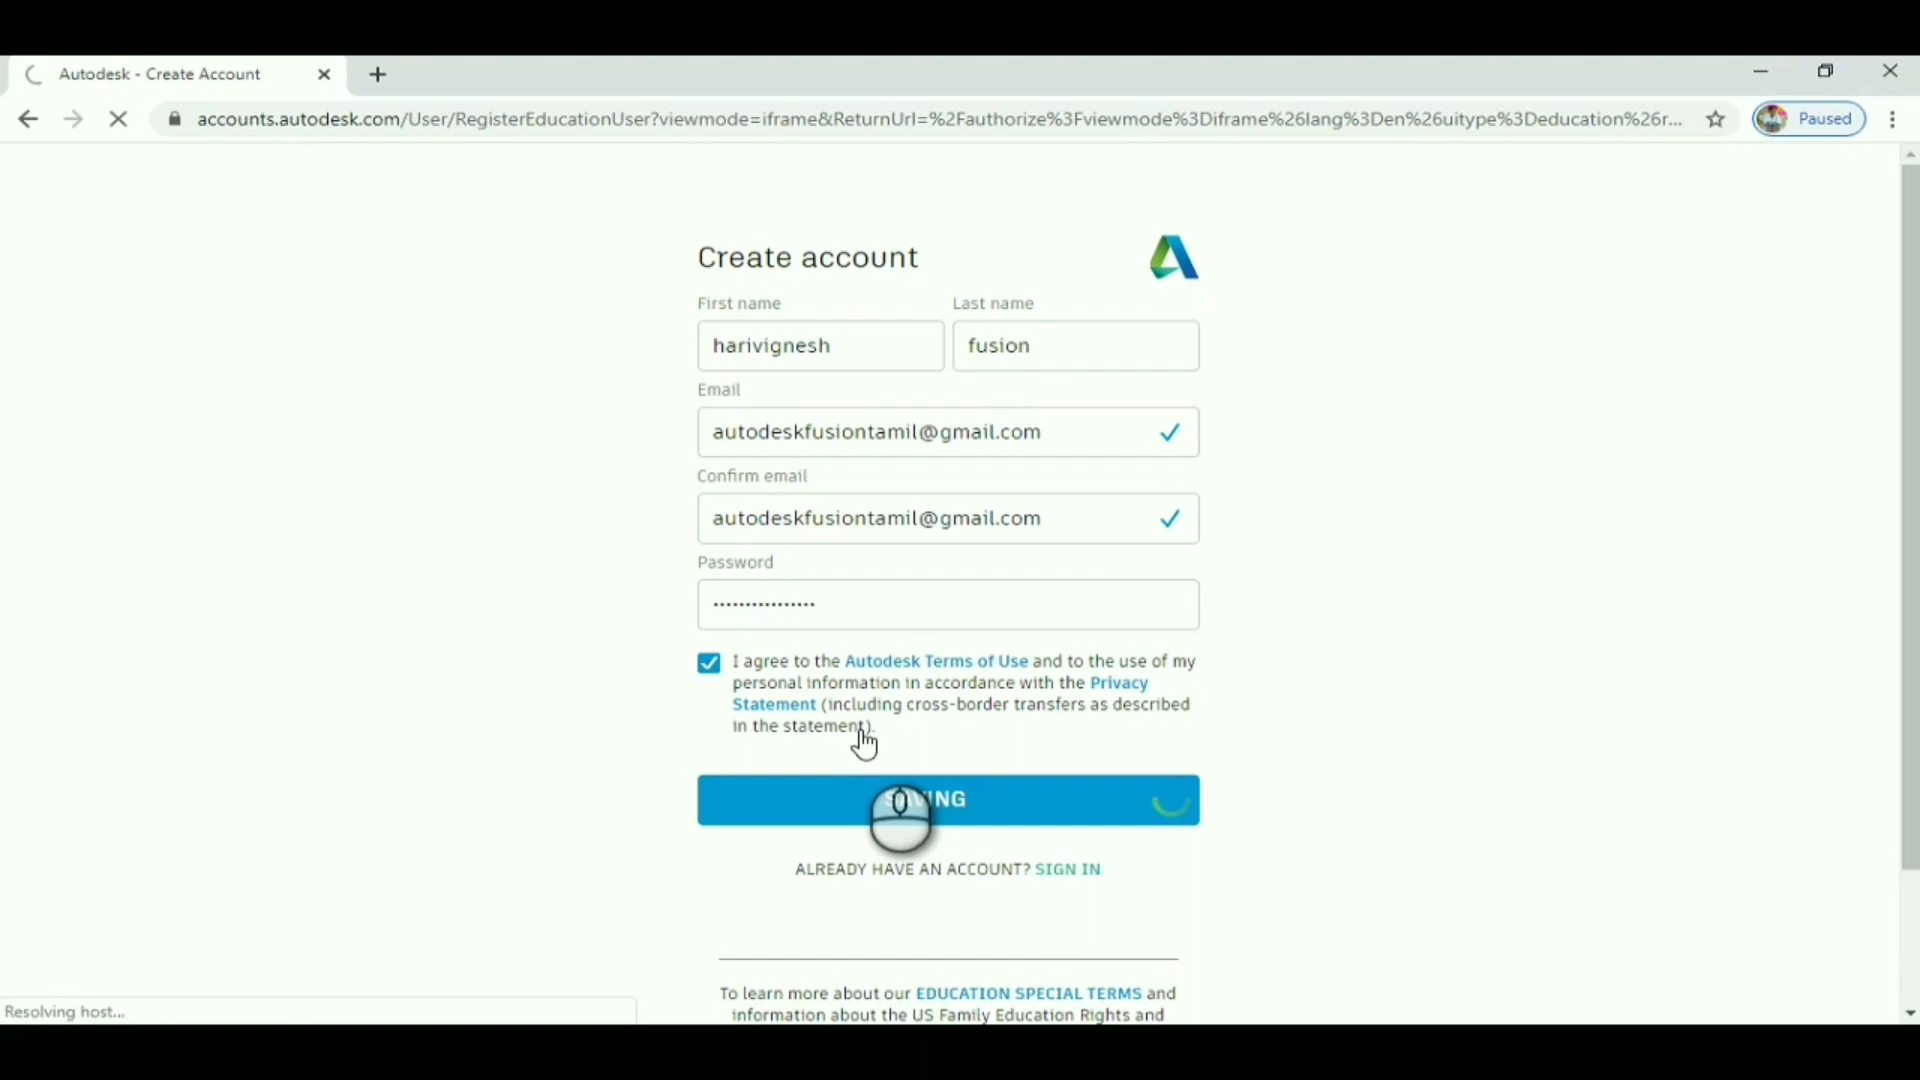 Autodesk - Create Account
accounts.autodesk.com/User/RegisterEducationUser?viewmode=iframe&ReturnUrl=%2Fauthorize%3Fviewmode%3Diframe%26lang%3Den%26uitype%3Deducation%26r...
Paused
Create account
First name Last name
harivignesh fusion
Email
autodeskfusiontamil@gmail.com
Confirm email
autodeskfusiontamil@gmail.com
Password
I agree to the Autodesk Terms of Use and to the use of my
personal information in accordance with the Privacy
Statement (including cross-border transfers as described
in the statement).
SAVING
ALREADY HAVE AN ACCOUNT? SIGN IN
To learn more about our EDUCATION SPECIAL TERMS and
information about the US Family Education Rights and
Resolving host...